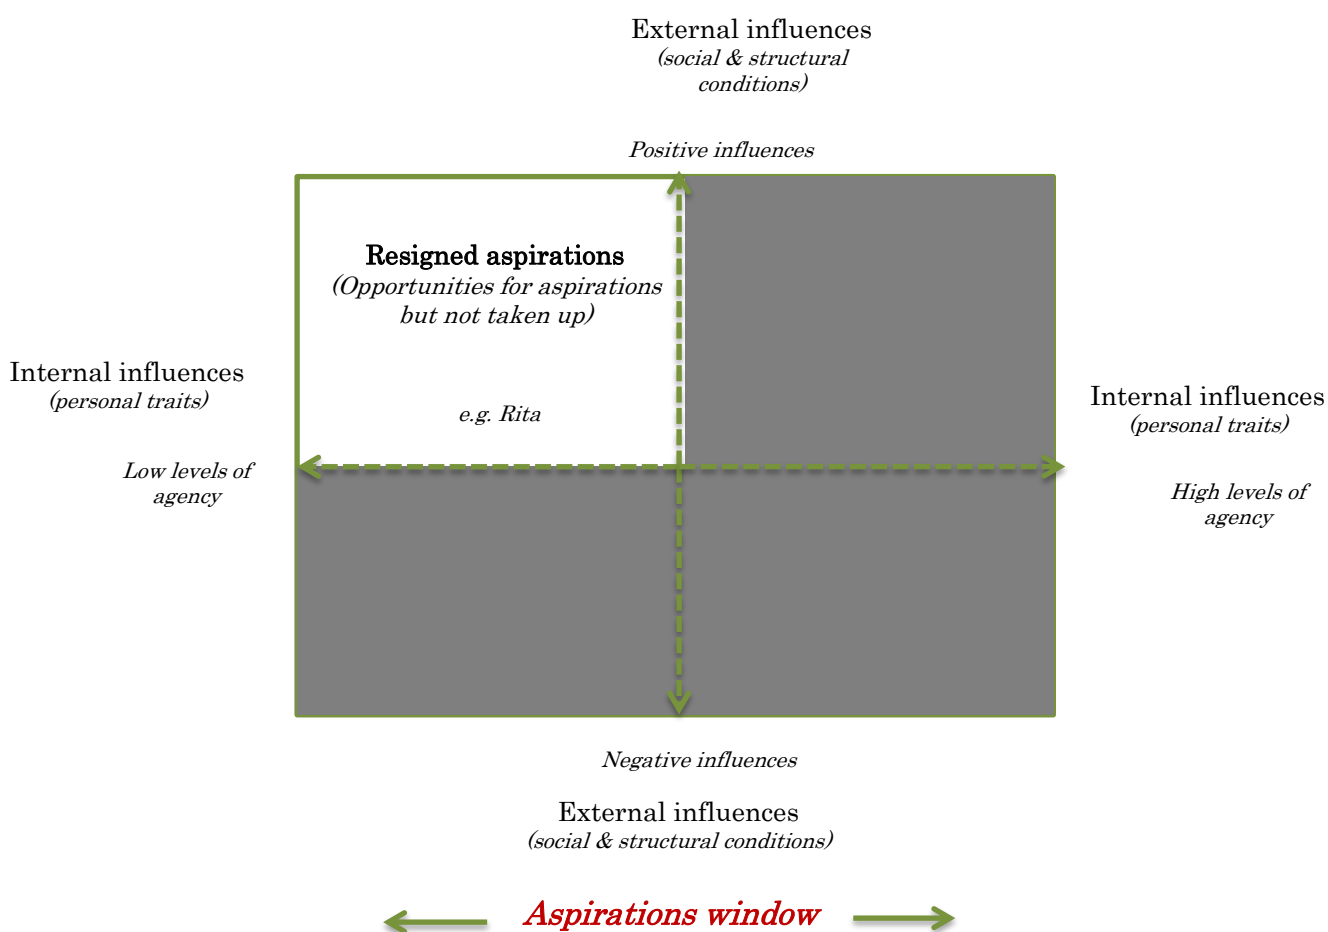 External influences
(social & structural
conditions)
Positive influences
Resigned aspirations
(Opportunities for aspirations
but not taken up)
e.g. Rita
Internal influences
(personal traits)
Low levels of
agency
Internal influences
(personal traits)
High levels of
agency
Negative influences
External influences
(social & structural conditions)
Aspirations window